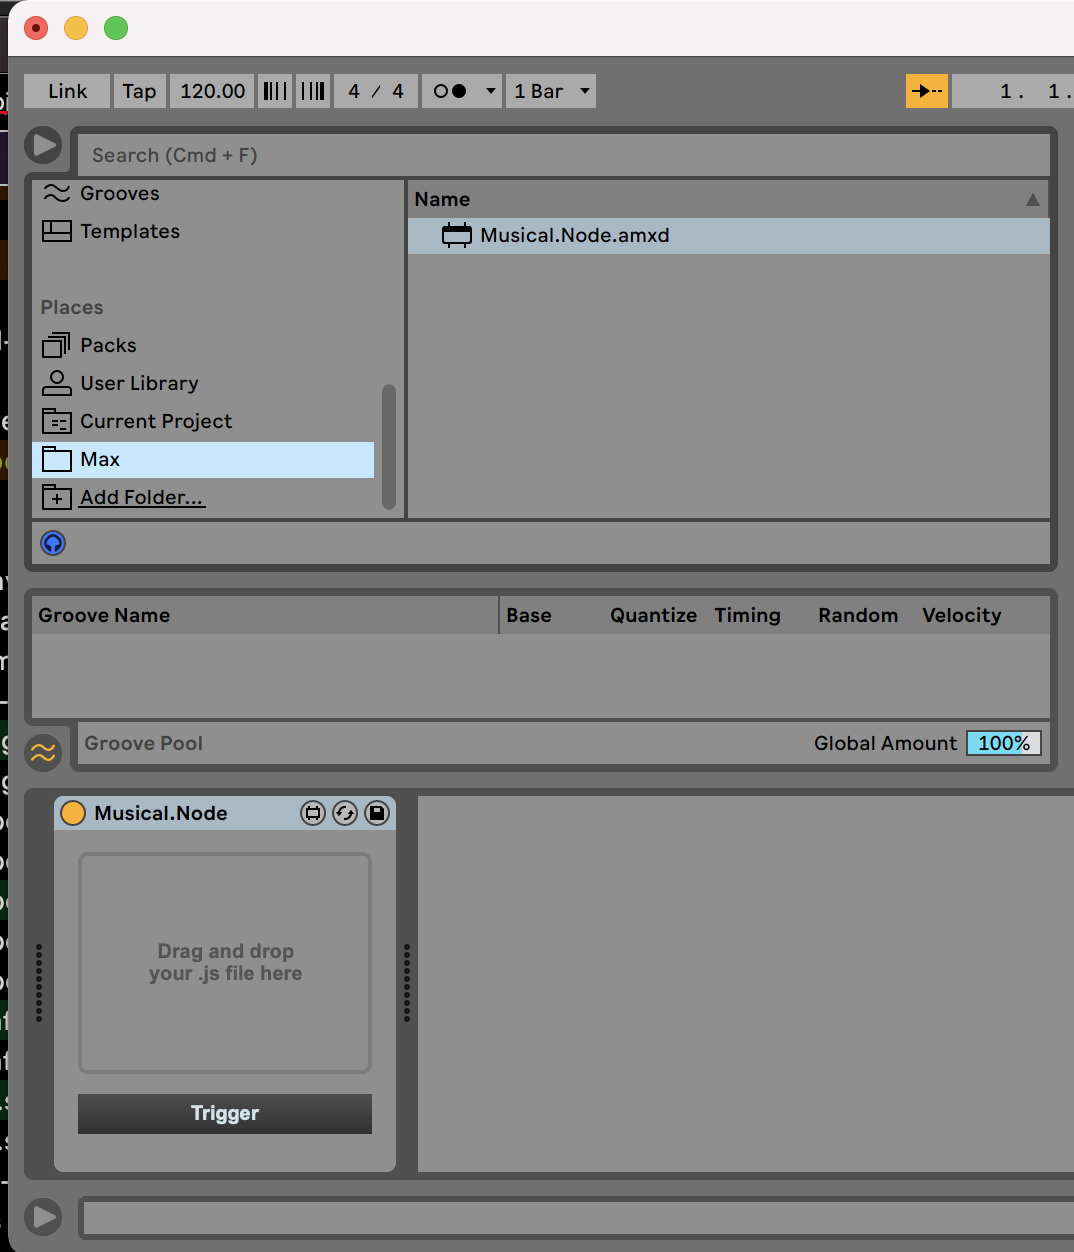 Link Tap 120.00 4 / 4 1 Bar 1. 1.
Search (Cmd + F)
Grooves
Templates
Places
Packs
User Library
Current Project
Max
Add Folder...
Name
Musical.Node.amxd
Groove Name Base Quantize Timing Random Velocity
Groove Pool Global Amount 100%
Musical.Node
Drag and drop
your .js file here
Trigger